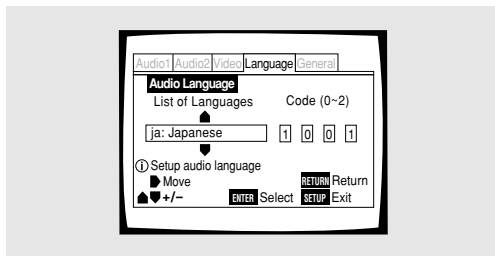 Audio1 Audio2 Video Language General
Audio Language
List of Languages Code (0~2)
ja: Japanese 1 0 0 1
i Setup audio language
Move RETURN Return
+/− ENTER Select SETUP Exit